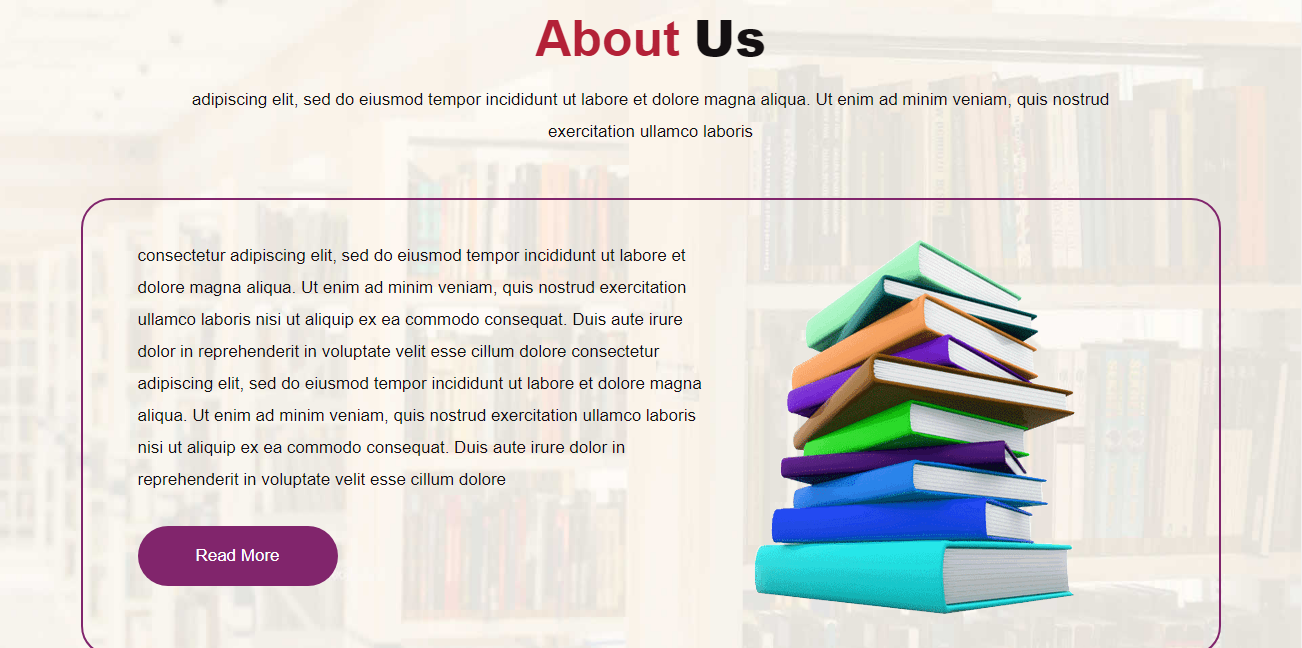 About Us
adipiscing elit, sed do eiusmod tempor incididunt ut labore et dolore magna aliqua. Ut enim ad minim veniam, quis nostrud
exercitation ullamco laboris
consectetur adipiscing elit, sed do eiusmod tempor incididunt ut labore et
dolore magna aliqua. Ut enim ad minim veniam, quis nostrud exercitation
ullamco laboris nisi ut aliquip ex ea commodo consequat. Duis aute irure
dolor in reprehenderit in voluptate velit esse cillum dolore consectetur
adipiscing elit, sed do eiusmod tempor incididunt ut labore et dolore magna
aliqua. Ut enim ad minim veniam, quis nostrud exercitation ullamco laboris
nisi ut aliquip ex ea commodo consequat. Duis aute irure dolor in
reprehenderit in voluptate velit esse cillum dolore
Read More